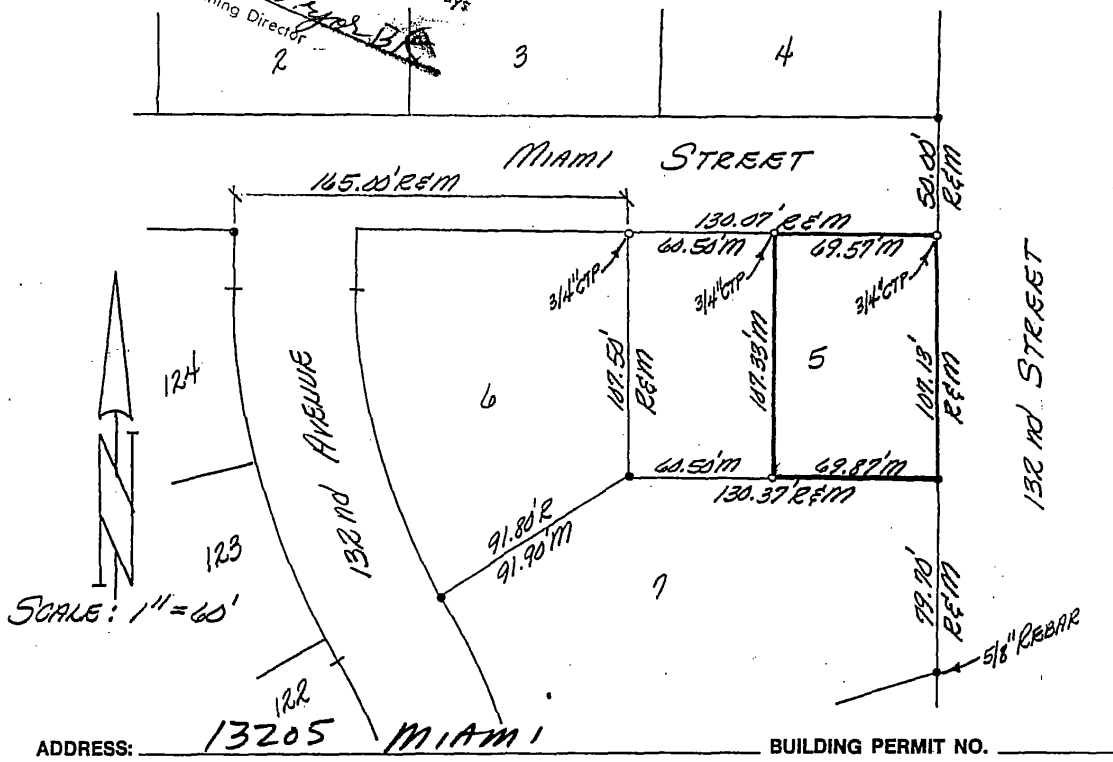 ning Director
2
3
4
MIAMI STREET
165.00' R&M
50.00' R&M
130.07' R&M
60.50'M
69.57'M
3/4"CTP
3/4"CTP
3/4"CTP
132nd STREET
107.50' R&M
107.33'M
5
107.13' R&M
124
6
132nd AVENUE
60.50'M
69.87'M
130.37' R&M
91.80'R
91.90'M
123
7
79.70' R&M
SCALE: 1"=60'
5/8" REBAR
122
ADDRESS: 13205 MIAMI BUILDING PERMIT NO.